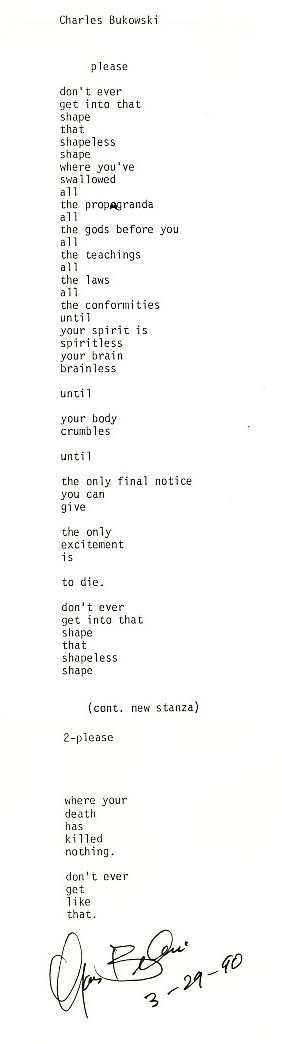 Charles Bukowski
please
don't ever
get into that
shape
that
shapeless
shape
where you've
swallowed
all
the propagranda
all
the gods before you
all
the teachings
all
the laws
all
the conformities
until
your spirit is
spiritless
your brain
brainless
until
your body
crumbles
until
the only final notice
you can
give
the only
excitement
is
to die.
don't ever
get into that
shape
that
shapeless
shape
(cont. new stanza)
2-please
where your
death
has
killed
nothing.
don't ever
get
like
that.
3-29-90